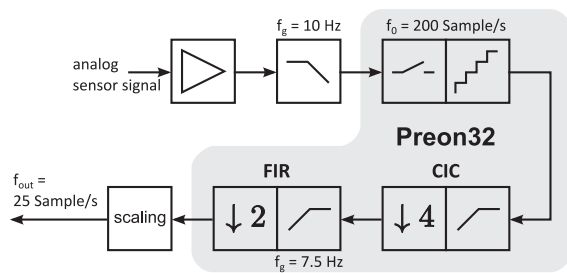 f_g = 10 Hz
f_0 = 200 Sample/s
analog
sensor signal
Preon32
FIR
CIC
f_out =
25 Sample/s
scaling
↓ 2
↓ 4
f_g = 7.5 Hz